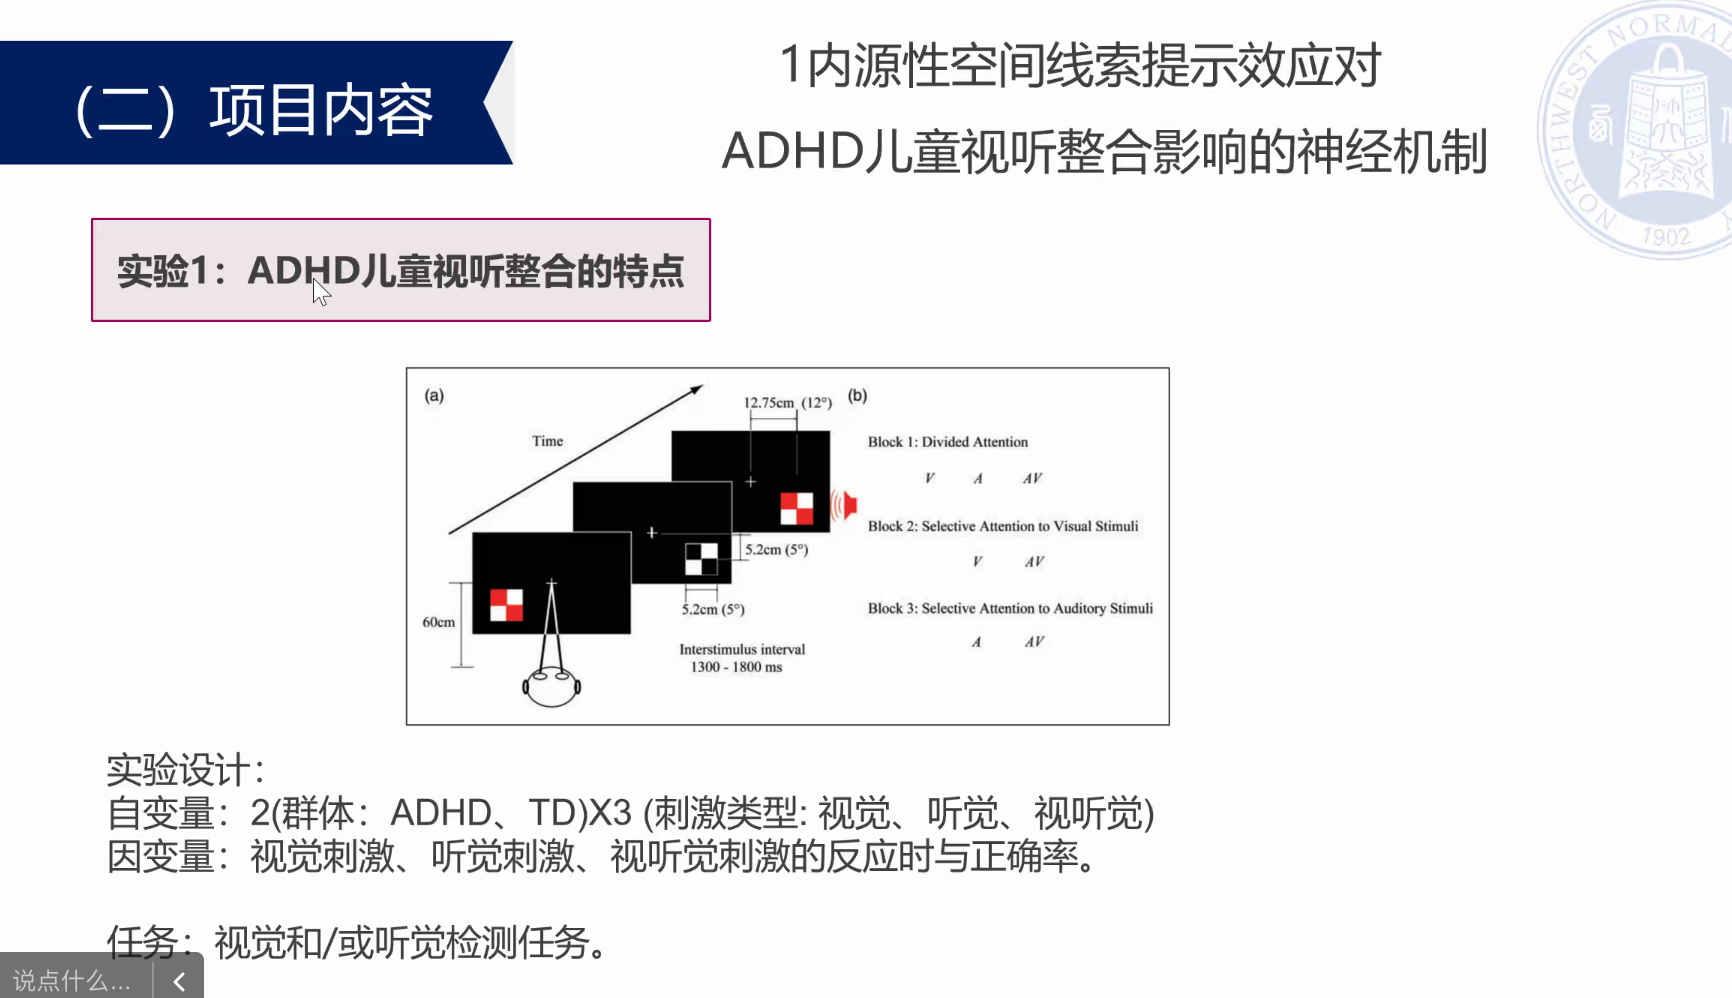 （二）项目内容
1内源性空间线索提示效应对
ADHD儿童视听整合影响的神经机制
NORTHWEST NORMAL
1902
实验1：ADHD儿童视听整合的特点
(a)
Time
12.75cm (12°)
5.2cm (5°)
5.2cm (5°)
60cm
Interstimulus interval
1300 - 1800 ms
(b)
Block 1: Divided Attention
V A AV
Block 2: Selective Attention to Visual Stimuli
V AV
Block 3: Selective Attention to Auditory Stimuli
A AV
实验设计：
自变量：2(群体：ADHD、TD)X3 (刺激类型: 视觉、听觉、视听觉)
因变量：视觉刺激、听觉刺激、视听觉刺激的反应时与正确率。
任务：视觉和/或听觉检测任务。
说点什么...